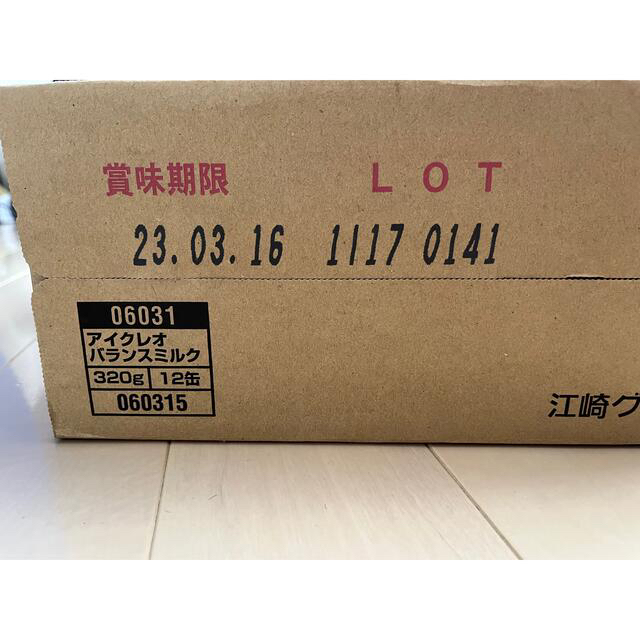 賞味期限 LOT
23.03.16 1117 0141
06031
アイクレオ
バランスミルク
320g 12缶
060315
江崎グ